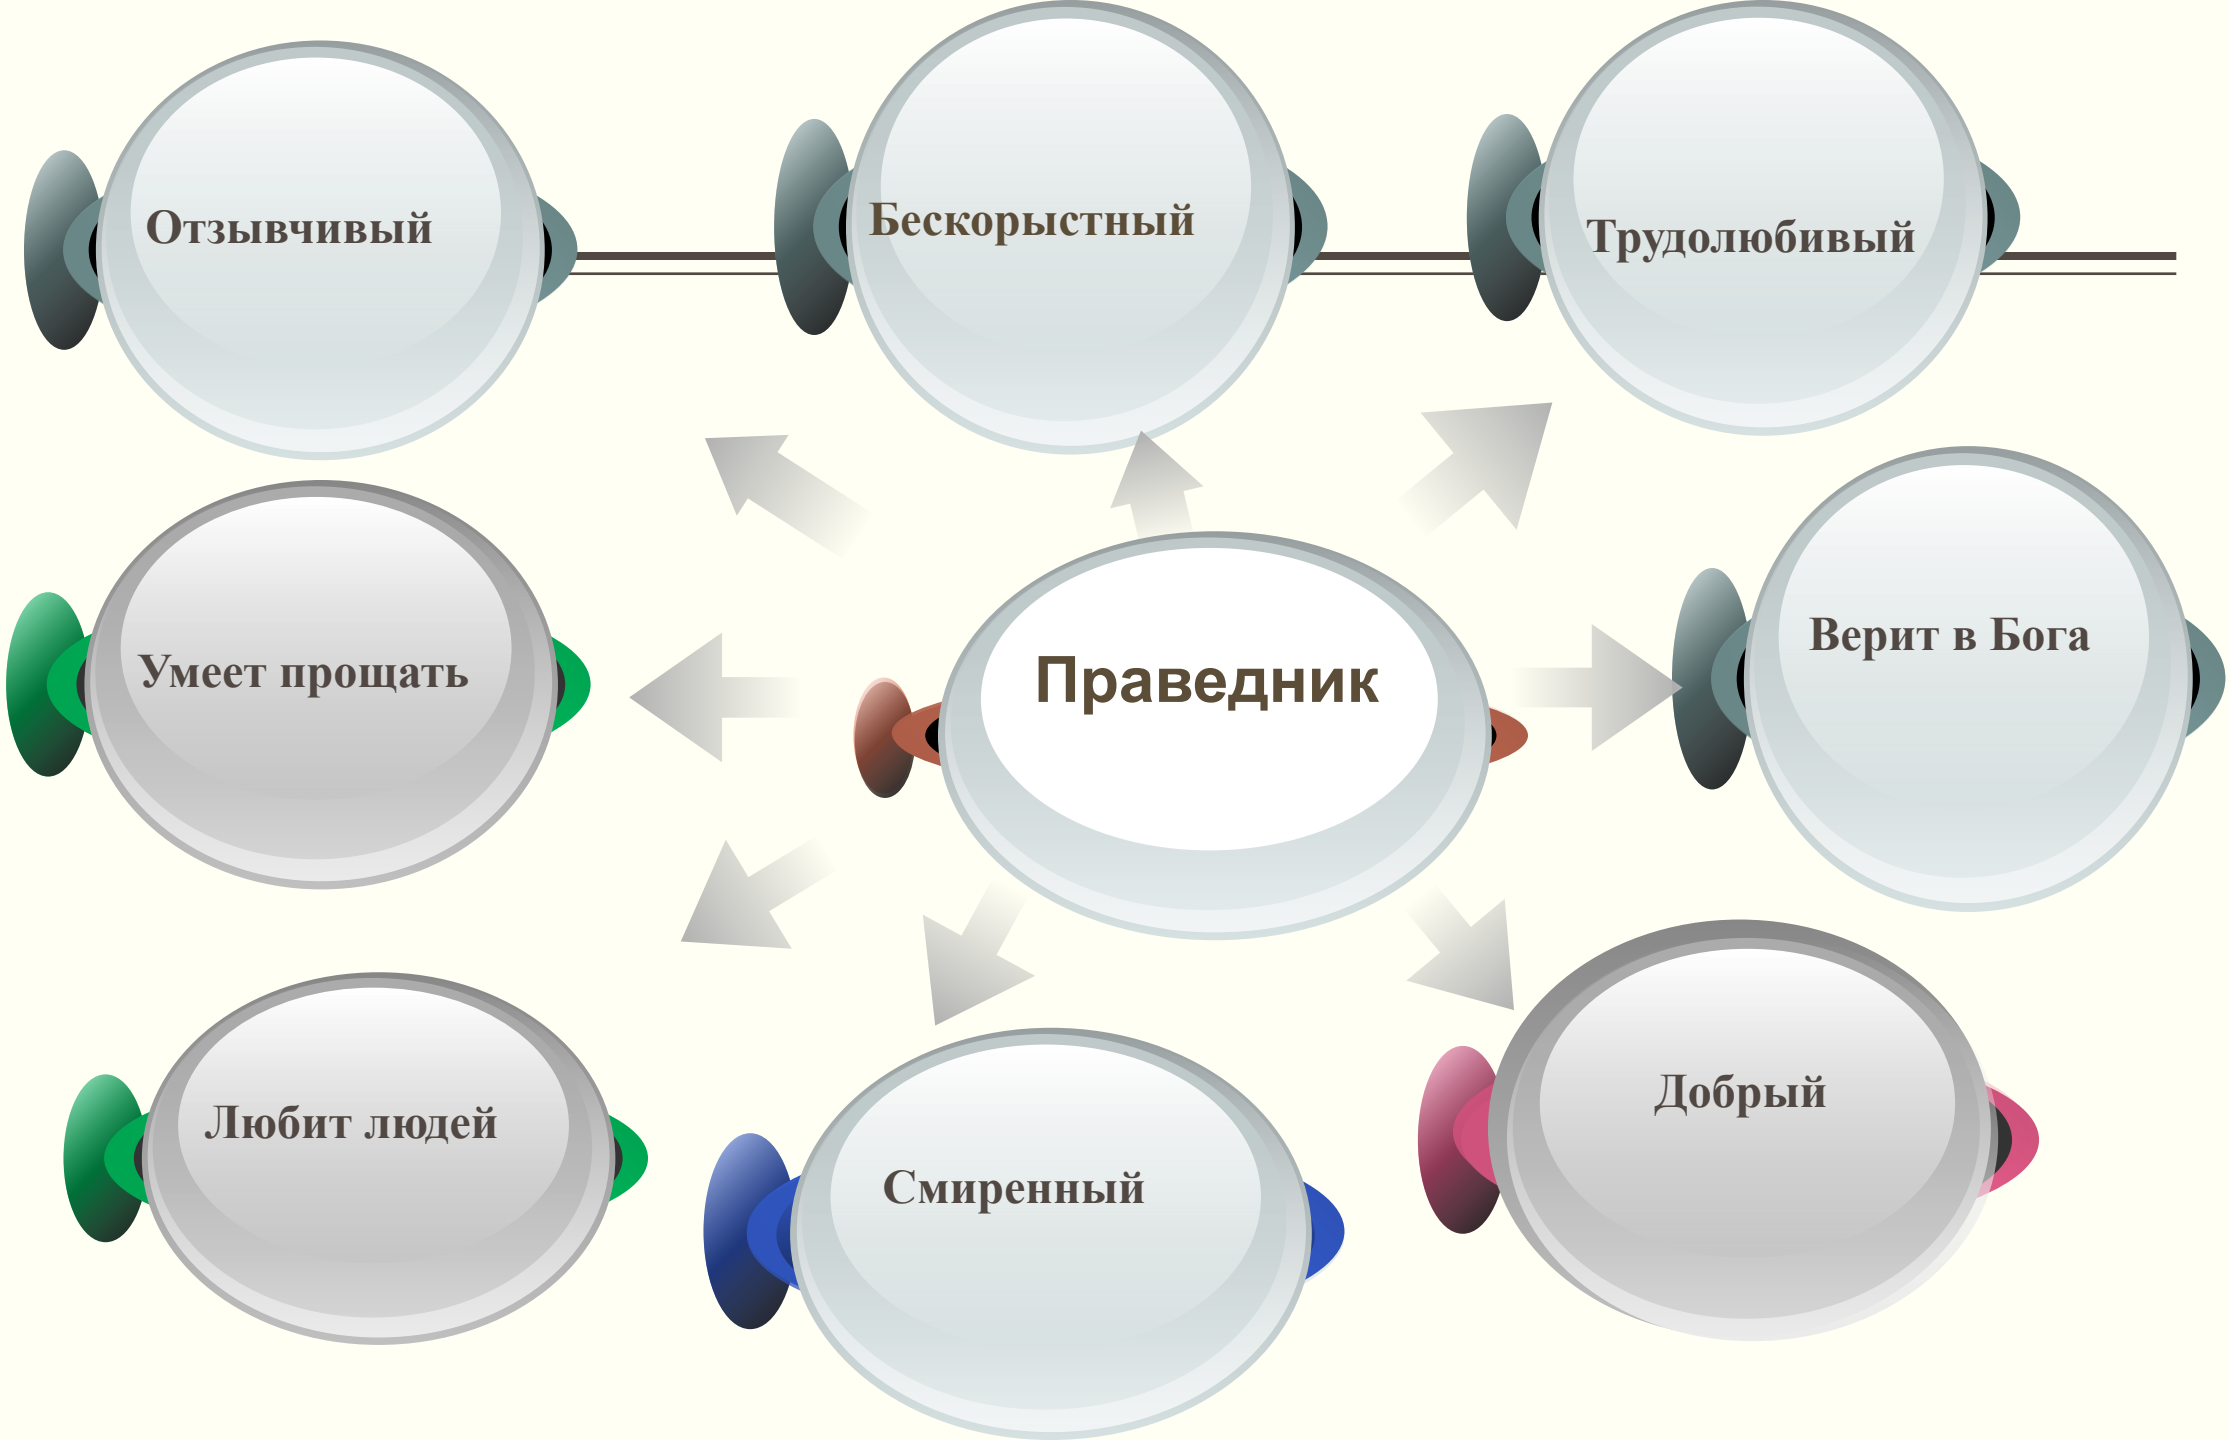 Отзывчивый
Бескорыстный
Трудолюбивый
Умеет прощать
Праведник
Верит в Бога
Любит людей
Смиренный
Добрый